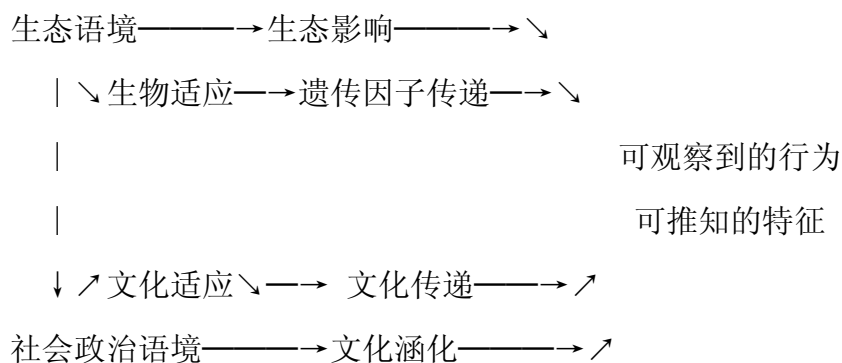 生态语境————→生态影响————→↘
| ↘生物适应—→遗传因子传递—→↘
| 可观察到的行为
| 可推知的特征
↓ ↗文化适应↘—→ 文化传递——→↗
社会政治语境————→文化涵化————→↗